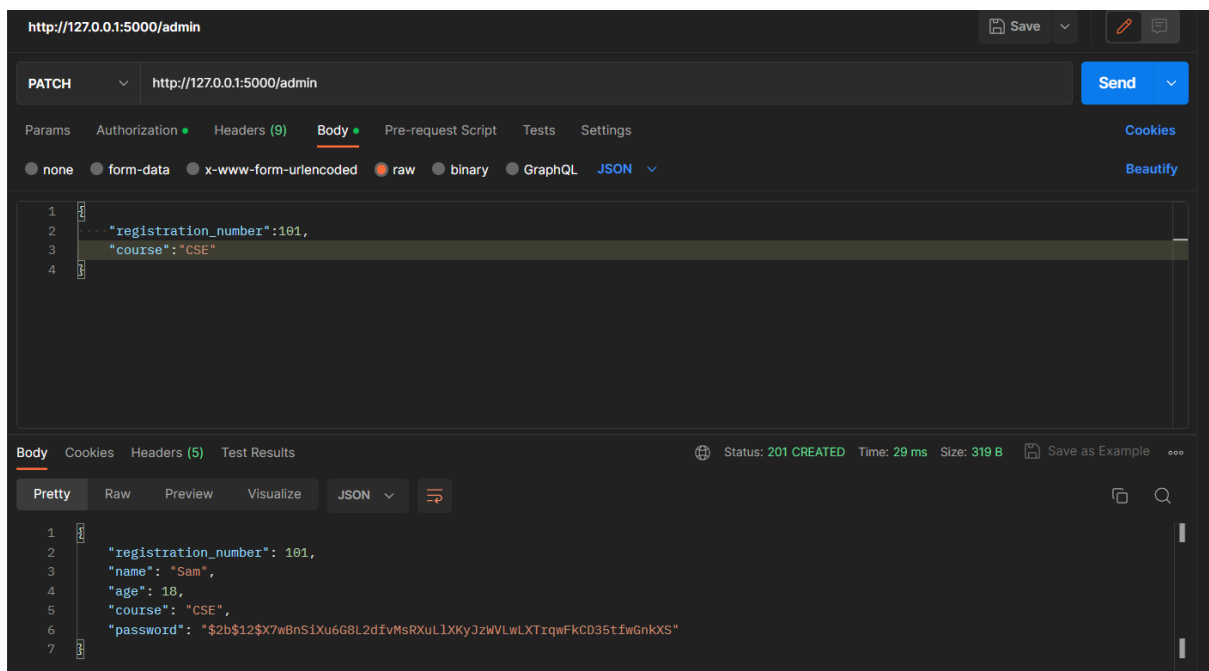 http://127.0.0.1:5000/admin Save
PATCH http://127.0.0.1:5000/admin Send
Params Authorization Headers (9) Body Pre-request Script Tests Settings Cookies
none form-data x-www-form-urlencoded raw binary GraphQL JSON Beautify
1 {
2 "registration_number":101,
3 "course":"CSE"
4 }
Body Cookies Headers (5) Test Results Status: 201 CREATED Time: 29 ms Size: 319 B Save as Example
Pretty Raw Preview Visualize JSON
1 {
2 "registration_number": 101,
3 "name": "Sam",
4 "age": 18,
5 "course": "CSE",
6 "password": "$2b$12$X7wBnSiXu6G8L2dfvMsRXuLlXKyJzWVLwLXTrqwFkCD35tfwGnkXS"
7 }